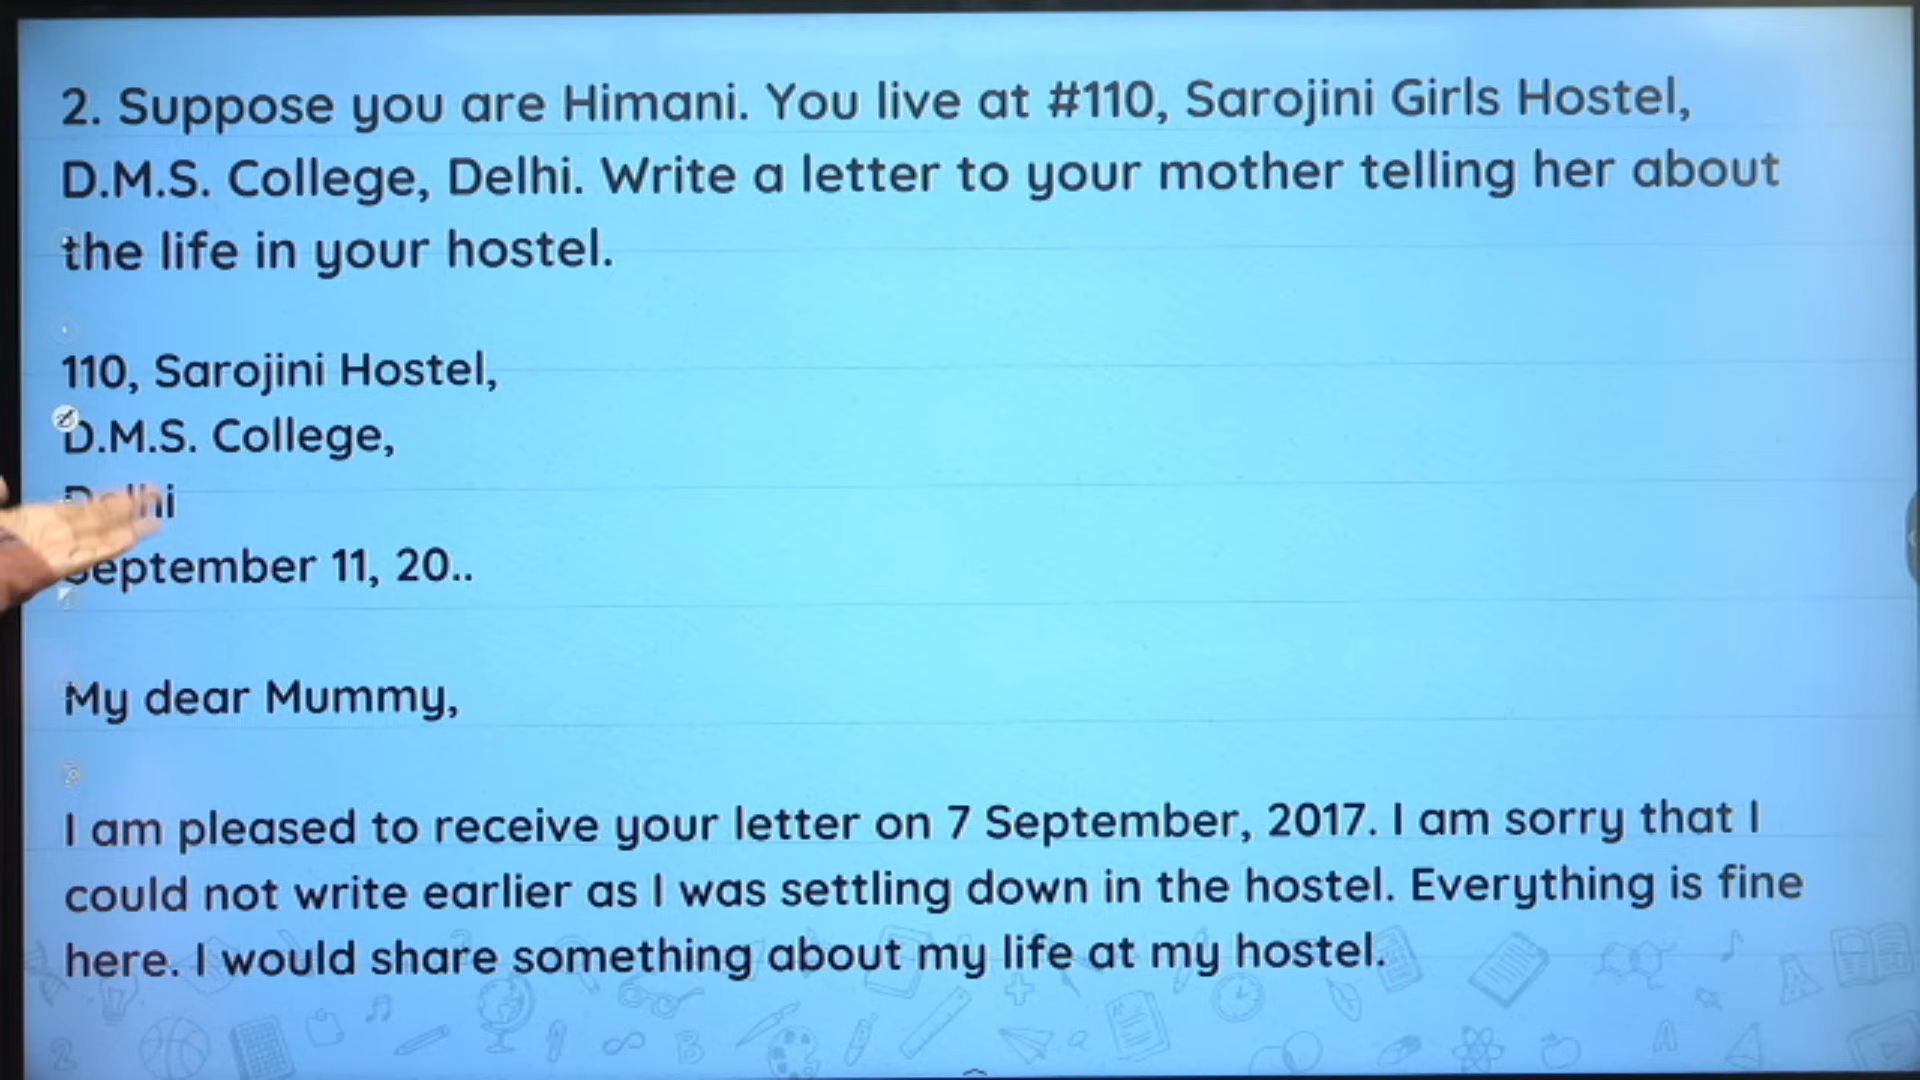 2. Suppose you are Himani. You live at #110, Sarojini Girls Hostel,
D.M.S. College, Delhi. Write a letter to your mother telling her about
the life in your hostel.
110, Sarojini Hostel,
D.M.S. College,
Delhi
September 11, 20..
My dear Mummy,
I am pleased to receive your letter on 7 September, 2017. I am sorry that I
could not write earlier as I was settling down in the hostel. Everything is fine
here. I would share something about my life at my hostel.